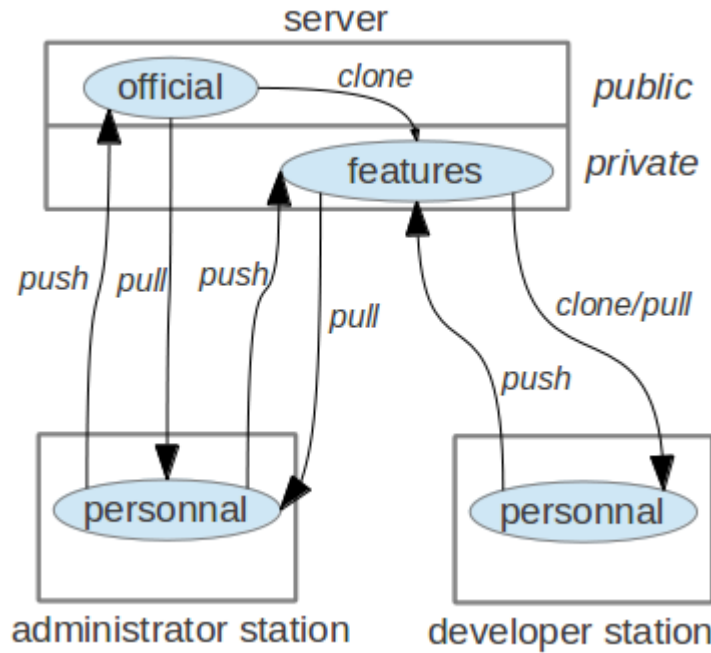 server
official
clone
public
features
private
push
pull
push
pull
clone/pull
push
personnal
personnal
administrator station
developer station